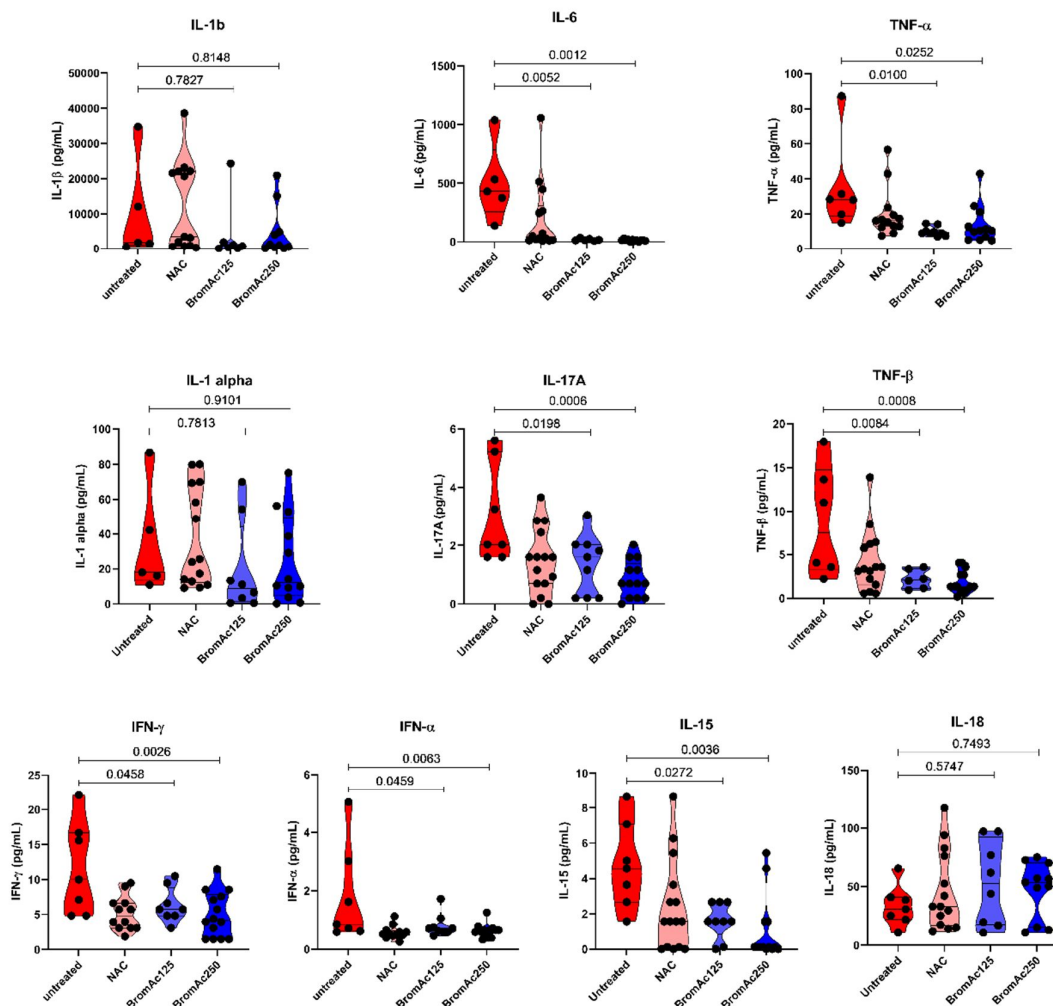 IL-1b
0.8148
0.7827
IL-1β (pg/mL)
50000
40000
30000
20000
10000
0
untreated
NAC
BromAc125
BromAc250
IL-6
0.0012
0.0052
IL-6 (pg/mL)
1500
1000
500
0
untreated
NAC
BromAc125
BromAc250
TNF-α
0.0252
0.0100
TNF-α (pg/mL)
100
80
60
40
20
0
untreated
NAC
BromAc125
BromAc250
IL-1 alpha
0.9101
0.7813
IL-1 alpha (pg/mL)
100
80
60
40
20
0
Untreated
NAC
BromAc125
BromAc250
IL-17A
0.0006
0.0198
IL-17A (pg/mL)
6
4
2
0
Untreated
NAC
BromAc125
BromAc250
TNF-β
0.0008
0.0084
TNF-β (pg/mL)
20
15
10
5
0
Untreated
NAC
BromAc125
BromAc250
IFN-γ
0.0026
0.0458
IFN-γ (pg/mL)
25
20
15
10
5
0
untreated
NAC
BromAc125
BromAc250
IFN-α
0.0063
0.0459
IFN-α (pg/mL)
6
4
2
0
untreated
NAC
BromAc125
BromAc250
IL-15
0.0036
0.0272
IL-15 (pg/mL)
10
8
6
4
2
0
Untreated
NAC
BromAc125
BromAc250
IL-18
0.7493
0.5747
IL-18 (pg/mL)
150
100
50
0
Untreated
NAC
BromAc125
BromAc250